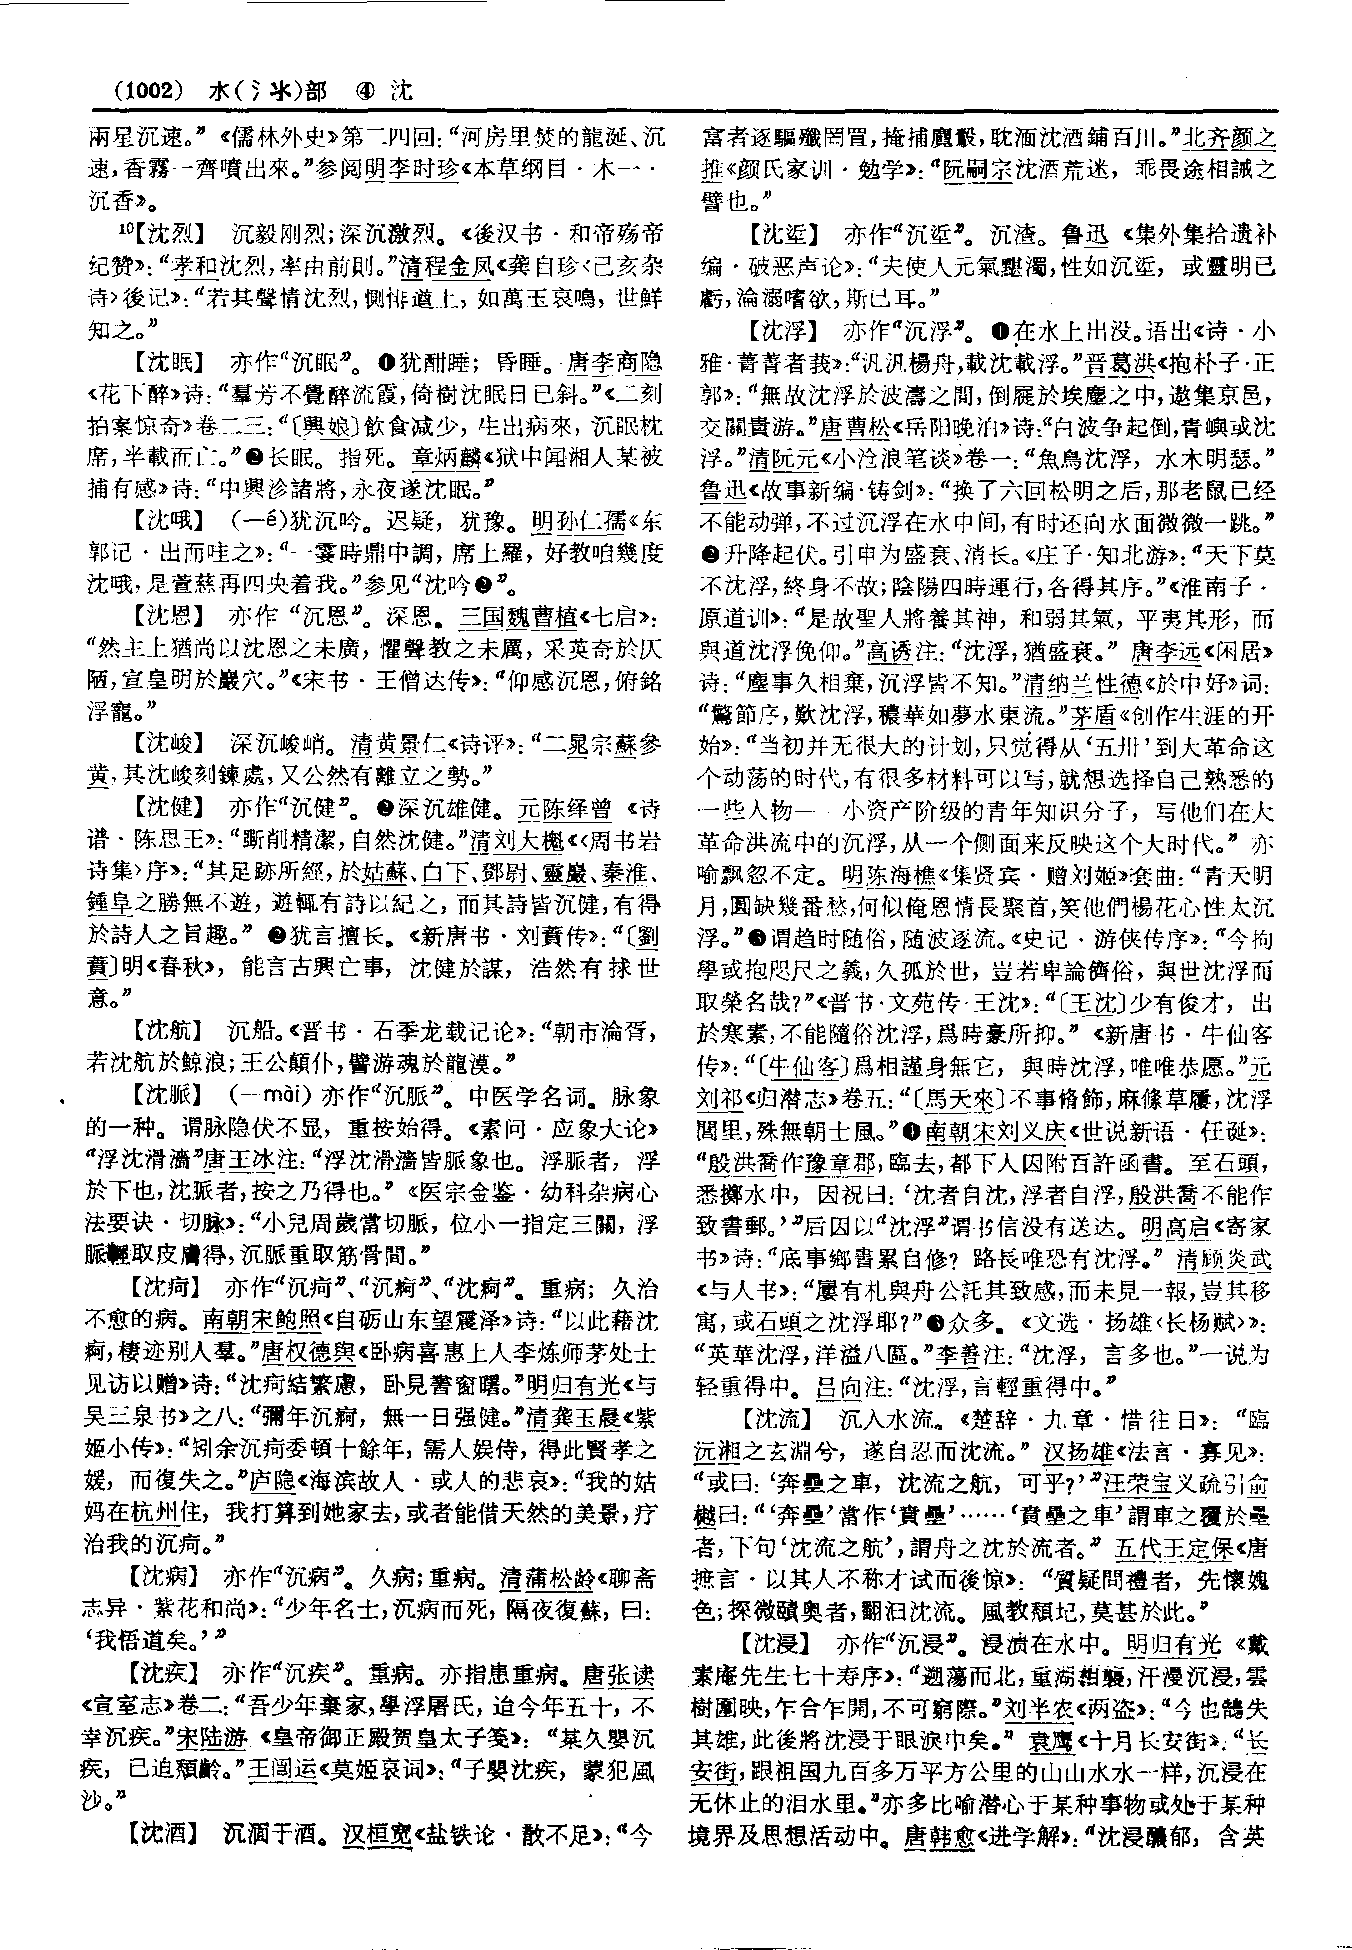 (1002) 水(氵氺)部 ④ 沈
兩星沉速。”《儒林外史》第二四回：“河房里焚的龍涎、沉
速，香霧一齊噴出來。”参阅明李时珍《本草纲目·木一·
沉香》。
¹⁰【沈烈】 沉毅刚烈；深沉激烈。《後汉书·和帝殇帝
纪赞》：“孝和沈烈，率由前則。”清程金凤《龚自珍〈己亥杂
诗〉後记》：“若其聲情沈烈，惻悱遒上，如萬玉哀鳴，世鮮
知之。”
【沈眠】 亦作“沉眠”。❶犹酣睡；昏睡。唐李商隐
《花下醉》诗：“尋芳不覺醉流霞，倚樹沈眠日已斜。”《二刻
拍案惊奇》卷二三：“〔興娘〕飲食减少，生出病來，沉眠枕
席，半載而亡。”❷长眠。指死。章炳麟《狱中闻湘人某被
捕有感》诗：“中興沴諸將，永夜遂沈眠。”
【沈哦】 (—é)犹沉吟。迟疑，犹豫。明孙仁孺《东
郭记·出而哇之》：“一霎時鼎中調，席上羅，好教咱幾度
沈哦，是萱慈再四央着我。”参见“沈吟❷”。
【沈恩】 亦作“沉恩”。深恩。三国魏曹植《七启》：
“然主上猶尚以沈恩之未廣，懼聲教之未厲，采英奇於仄
陋，宣皇明於巖穴。”《宋书·王僧达传》：“仰感沉恩，俯銘
浮寵。”
【沈峻】 深沉峻峭。清黄景仁《诗评》：“二晁宗蘇參
黄，其沈峻刻鍊處，又公然有離立之勢。”
【沈健】 亦作“沉健”。❷深沉雄健。元陈绎曾《诗
谱·陈思王》：“斲削精潔，自然沈健。”清刘大櫆《〈周书岩
诗集〉序》：“其足跡所經，於姑蘇、白下、鄧尉、靈巖、秦淮、
鍾阜之勝無不遊，遊輒有詩以紀之，而其詩皆沉健，有得
於詩人之旨趣。”❷犹言擅长。《新唐书·刘蕡传》：“〔劉
蕡〕明《春秋》，能言古興亡事，沈健於謀，浩然有捄世
意。”
【沈航】 沉船。《晋书·石季龙载记论》：“朝市淪胥，
若沈航於鯨浪；王公顛仆，譬游魂於龍漠。”
【沈脈】 (—mài)亦作“沉脈”。中医学名词。脉象
的一种。谓脉隐伏不显，重按始得。《素问·应象大论》
“浮沈滑濇”唐王冰注：“浮沈滑濇皆脈象也。浮脈者，浮
於下也，沈脈者，按之乃得也。”《医宗金鉴·幼科杂病心
法要诀·切脉》：“小兒周歲當切脈，位小一指定三關，浮
脈輕取皮膚得，沉脈重取筋骨間。”
【沈疴】 亦作“沉疴”、“沉痾”、“沈痾”。重病；久治
不愈的病。南朝宋鲍照《自砺山东望震泽》诗：“以此藉沈
痾，棲迹别人羣。”唐权德舆《卧病喜惠上人李炼师茅处士
见访以赠》诗：“沈疴結繁慮，卧見書窗曙。”明归有光《与
吴三泉书》之八：“彌年沉痾，無一日强健。”清龚玉晨《紫
姬小传》：“矧余沉疴委頓十餘年，需人娱侍，得此賢孝之
媛，而復失之。”庐隐《海滨故人·或人的悲哀》：“我的姑
妈在杭州住，我打算到她家去，或者能借天然的美景，疗
治我的沉疴。”
【沈病】 亦作“沉病”。久病；重病。清蒲松龄《聊斋
志异·紫花和尚》：“少年名士，沉病而死，隔夜復蘇，曰：
‘我悟道矣。’”
【沈疾】 亦作“沉疾”。重病。亦指患重病。唐张读
《宣室志》卷二：“吾少年棄家，學浮屠氏，迨今年五十，不
幸沉疾。”宋陆游《皇帝御正殿贺皇太子笺》：“某久嬰沉
疾，已迫頹齡。”王闿运《莫姬哀词》：“子嬰沈疾，蒙犯風
沙。”
【沈酒】 沉湎于酒。汉桓宽《盐铁论·散不足》：“今
富者逐驅殲罔罝，掩捕麑鷇，耽湎沈酒鋪百川。”北齐颜之
推《颜氏家训·勉学》：“阮嗣宗沈酒荒迷，乖畏途相誡之
譬也。”
【沈垽】 亦作“沉垽”。沉渣。鲁迅《集外集拾遗补
编·破恶声论》：“夫使人元氣黮濁，性如沉垽，或靈明已
虧，淪溺嗜欲，斯已耳。”
【沈浮】 亦作“沉浮”。❶在水上出没。语出《诗·小
雅·菁菁者莪》：“汎汎楊舟，載沈載浮。”晋葛洪《抱朴子·正
郭》：“無故沈浮於波濤之間，倒屣於埃塵之中，遨集京邑，
交關貴游。”唐曹松《岳阳晚泊》诗：“白波争起倒，青嶼或沈
浮。”清阮元《小沧浪笔谈》卷一：“魚鳥沈浮，水木明瑟。”
鲁迅《故事新编·铸剑》：“换了六回松明之后，那老鼠已经
不能动弹，不过沉浮在水中间，有时还向水面微微一跳。”
❷升降起伏。引申为盛衰、消长。《庄子·知北游》：“天下莫
不沈浮，終身不故；陰陽四時運行，各得其序。”《淮南子·
原道训》：“是故聖人將養其神，和弱其氣，平夷其形，而
與道沈浮俛仰。”高诱注：“沈浮，猶盛衰。”唐李远《闲居》
诗：“塵事久相棄，沉浮皆不知。”清纳兰性德《於中好》词：
“驚節序，歎沈浮，穠華如夢水東流。”茅盾《创作生涯的开
始》：“当初并无很大的计划，只觉得从‘五卅’到大革命这
个动荡的时代，有很多材料可以写，就想选择自己熟悉的
一些人物——小资产阶级的青年知识分子，写他们在大
革命洪流中的沉浮，从一个侧面来反映这个大时代。”亦
喻飘忽不定。明陈海樵《集贤宾·赠刘姬》套曲：“青天明
月，圓缺幾番愁，何似俺恩情長聚首，笑他們楊花心性太沉
浮。”❸谓趋时随俗，随波逐流。《史记·游侠传序》：“今拘
學或抱咫尺之義，久孤於世，豈若卑論儕俗，與世沈浮而
取榮名哉？”《晋书·文苑传·王沈》：“〔王沈〕少有俊才，出
於寒素，不能隨俗沈浮，爲時豪所抑。”《新唐书·牛仙客
传》：“〔牛仙客〕爲相謹身無它，與時沈浮，唯唯恭愿。”元
刘祁《归潜志》卷五：“〔馬天來〕不事脩飾，麻絛草屨，沈浮
閭里，殊無朝士風。”❹南朝宋刘义庆《世说新语·任诞》：
“殷洪喬作豫章郡，臨去，都下人因附百許函書。至石頭，
悉擲水中，因祝曰：‘沈者自沈，浮者自浮，殷洪喬不能作
致書郵。’”后因以“沈浮”谓书信没有送达。明高启《寄家
书》诗：“底事鄉書累自修？路長唯恐有沈浮。”清顾炎武
《与人书》：“屢有札與舟公託其致感，而未見一報，豈其移
寓，或石頭之沈浮耶？”❺众多。《文选·扬雄〈长杨赋〉》：
“英華沈浮，洋溢八區。”李善注：“沈浮，言多也。”一说为
轻重得中。吕向注：“沈浮，言輕重得中。”
【沈流】 沉入水流。《楚辞·九章·惜往日》：“臨
沅湘之玄淵兮，遂自忍而沈流。”汉扬雄《法言·寡见》：
“或曰：‘奔壘之車，沈流之航，可乎？’”汪荣宝义疏引俞
樾曰：“‘奔壘’當作‘賁壘’……‘賁壘之車’謂車之覆於壘
者，下句‘沈流之航’，謂舟之沈於流者。”五代王定保《唐
摭言·以其人不称才试而後惊》：“質疑問禮者，先懷媿
色；探微賾奥者，翻汩沈流。風教頹圮，莫甚於此。”
【沈浸】 亦作“沉浸”。浸渍在水中。明归有光《戴
素庵先生七十寿序》：“迴蕩而北，重湖相襲，汗漫沉浸，雲
樹圍映，乍合乍開，不可窮際。”刘半农《两盗》：“今也鵠失
其雄，此後將沈浸于眼淚中矣。”袁鹰《十月长安街》：“长
安街，跟祖国九百多万平方公里的山山水水一样，沉浸在
无休止的泪水里。”亦多比喻潜心于某种事物或处于某种
境界及思想活动中。唐韩愈《进学解》：“沈浸醲郁，含英